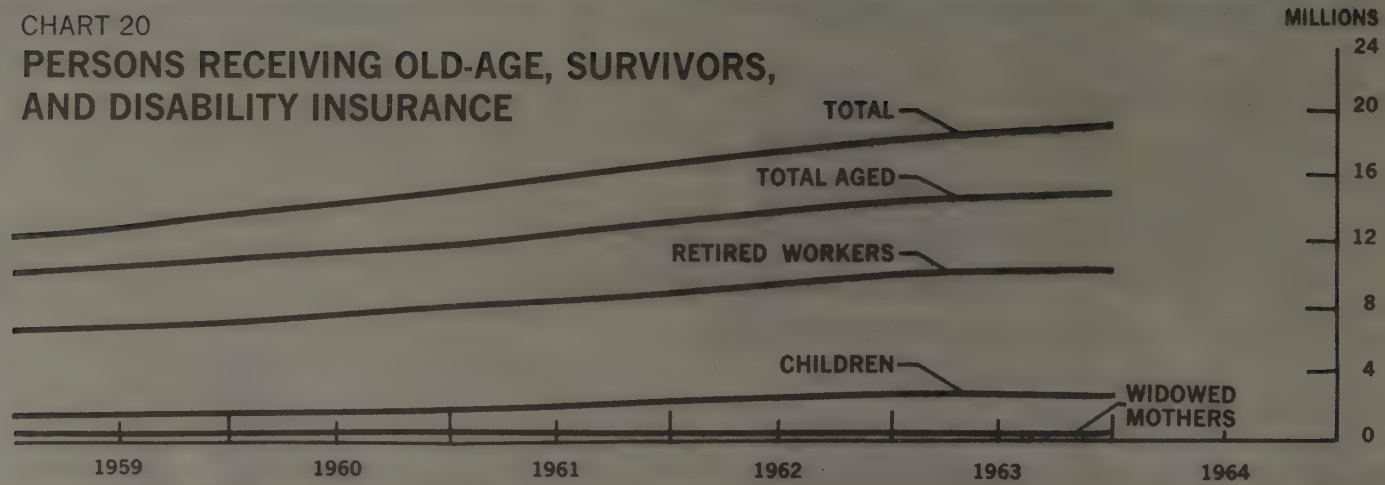 CHART 20
PERSONS RECEIVING OLD-AGE, SURVIVORS,
AND DISABILITY INSURANCE
MILLIONS
24
TOTAL
20
TOTAL AGED
16
12
RETIRED WORKERS
8
CHILDREN
4
WIDOWED
MOTHERS
0
1959 1960 1961 1962 1963 1964